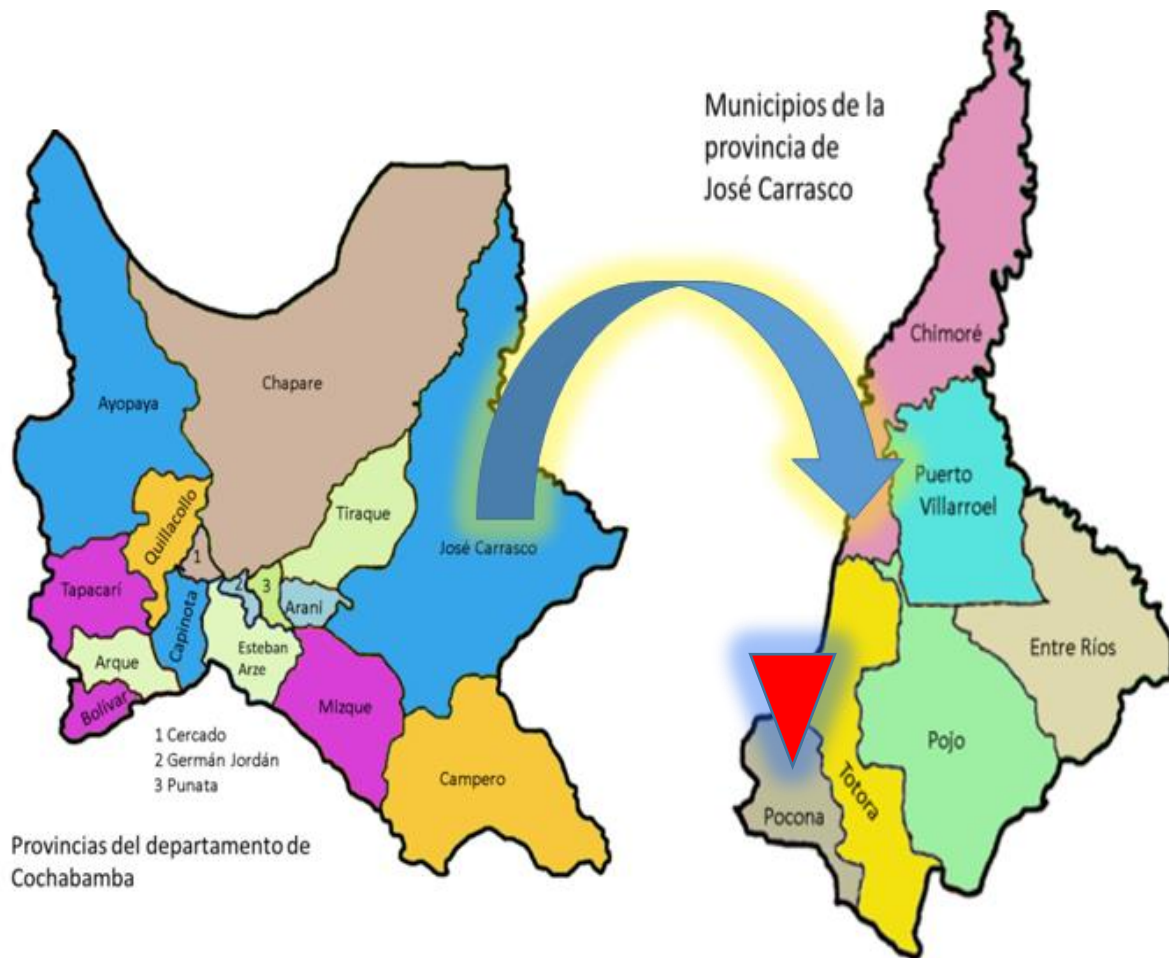 Municipios de la
provincia de
José Carrasco
Chimoré
Puerto
Villarroel
Entre Ríos
Pojo
Totora
Pocona
Ayopaya
Chapare
Quillacollo
1
Tiraque
José Carrasco
Tapacarí
Capinota
2
3
Arani
Arque
Esteban
Arze
Bolívar
Mizque
Campero
1 Cercado
2 Germán Jordán
3 Punata
Provincias del departamento de
Cochabamba